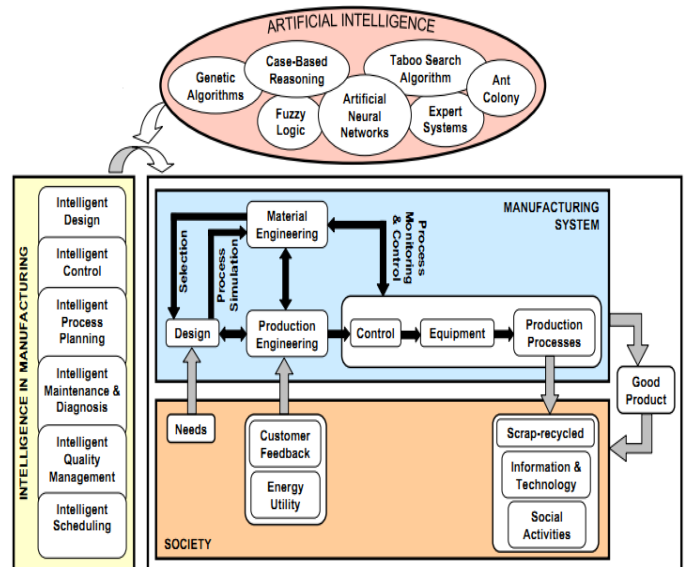 ARTIFICIAL INTELLIGENCE
Genetic
Algorithms
Case-Based
Reasoning
Taboo Search
Algorithm
Ant
Colony
Fuzzy
Logic
Artificial
Neural
Networks
Expert
Systems
INTELLIGENCE IN MANUFACTURING
Intelligent
Design
Intelligent
Control
Intelligent
Process
Planning
Intelligent
Maintenance &
Diagnosis
Intelligent
Quality
Management
Intelligent
Scheduling
MANUFACTURING
SYSTEM
Material
Engineering
Selection
Process
Simulation
Process
Monitoring
& Control
Design
Production
Engineering
Control
Equipment
Production
Processes
Good
Product
Needs
Customer
Feedback
Energy
Utility
Scrap-recycled
Information &
Technology
Social
Activities
SOCIETY